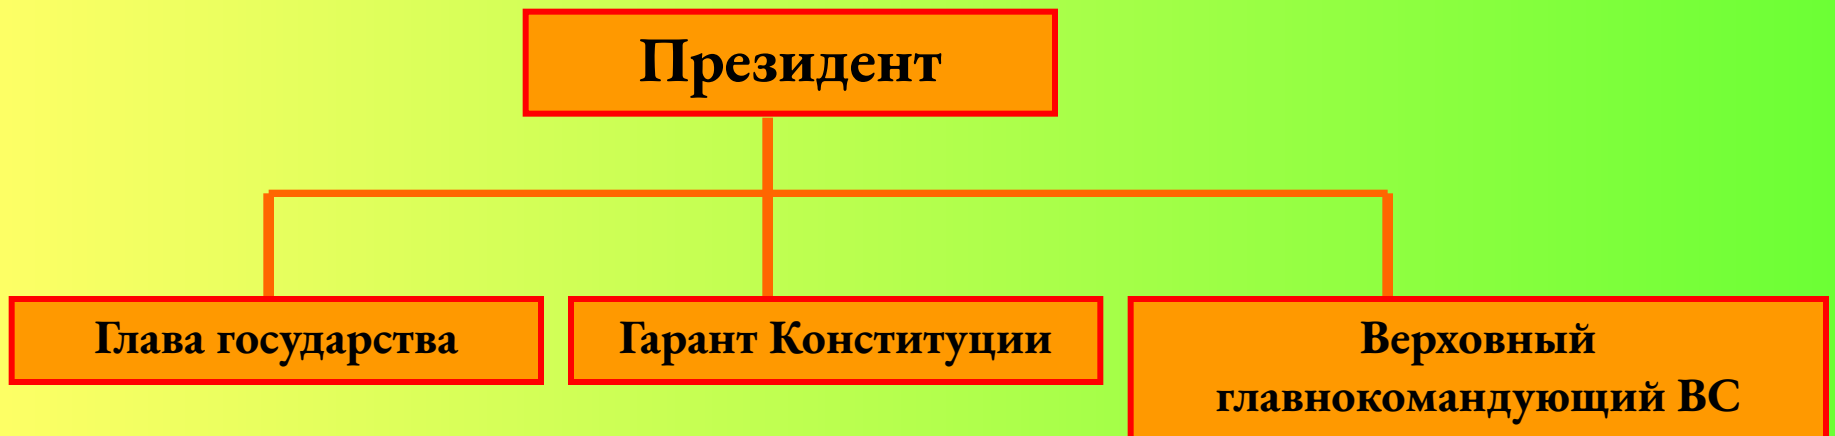 Президент
Глава государства
Гарант Конституции
Верховный
главнокомандующий ВС